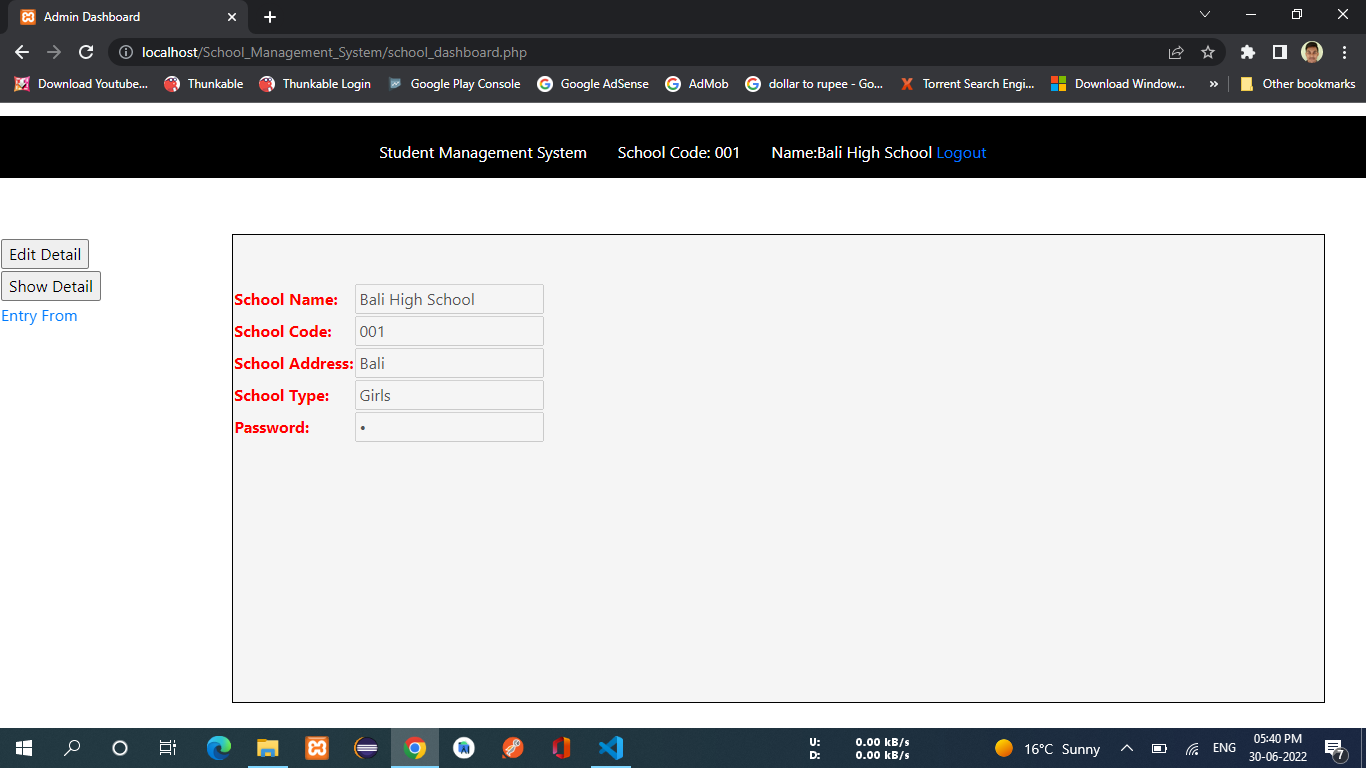 Admin Dashboard
localhost/School_Management_System/school_dashboard.php
Download Youtube... Thunkable Thunkable Login Google Play Console Google AdSense AdMob dollar to rupee - Go... Torrent Search Engi... Download Window... » Other bookmarks
Student Management System School Code: 001 Name:Bali High School Logout
Edit Detail
Show Detail
Entry From
School Name: Bali High School
School Code: 001
School Address: Bali
School Type: Girls
Password: •
U: 0.00 kB/s
D: 0.00 kB/s
16°C Sunny
ENG
05:40 PM
30-06-2022
7